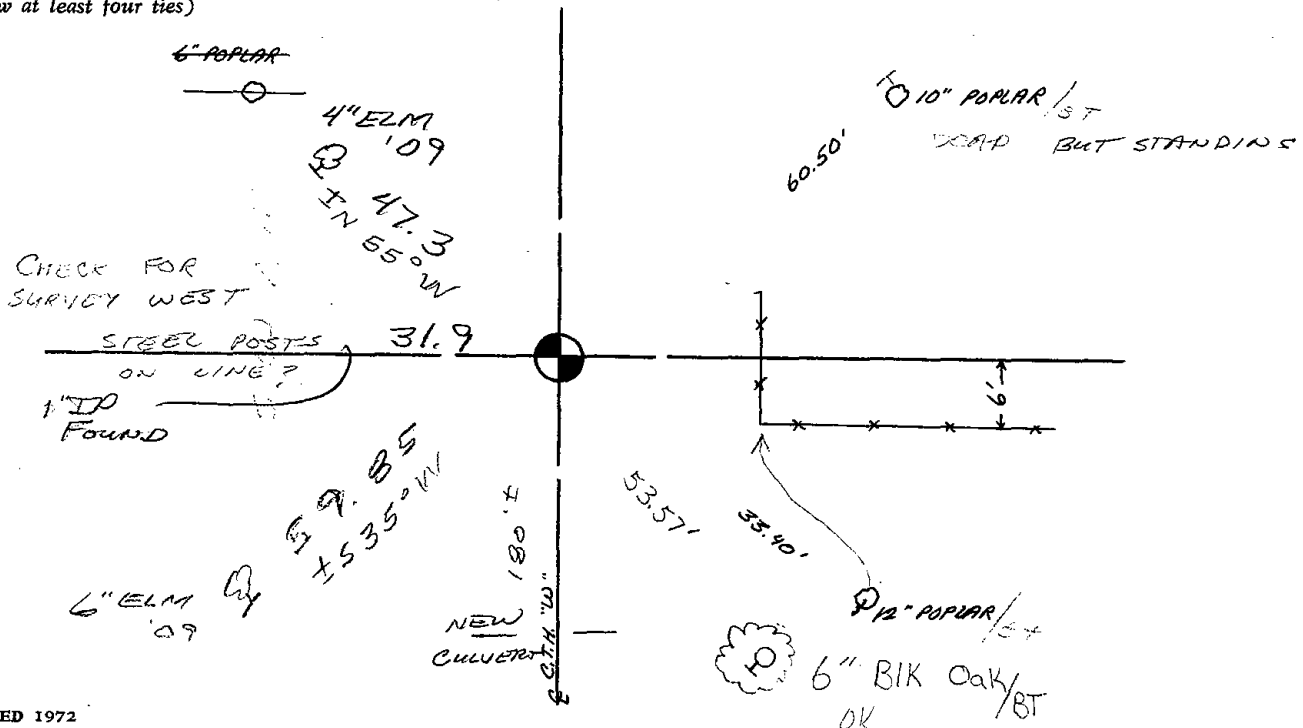 w at least four ties)
6" POPLAR
4" ELM
'09
47.3
± N 55° W
10" POPLAR/BT
DEAD BUT STANDING
60.50'
CHECK FOR
SURVEY WEST
STEEL POSTS
ON LINE?
31.9
1" IP
FOUND
6'
59.85
± S 35° W
6" ELM
'09
180' ±
NEW
CULVERT
C.T.H. "W"
53.57'
33.40'
12" POPLAR/
6" Blk Oak/BT
OK
ED 1972